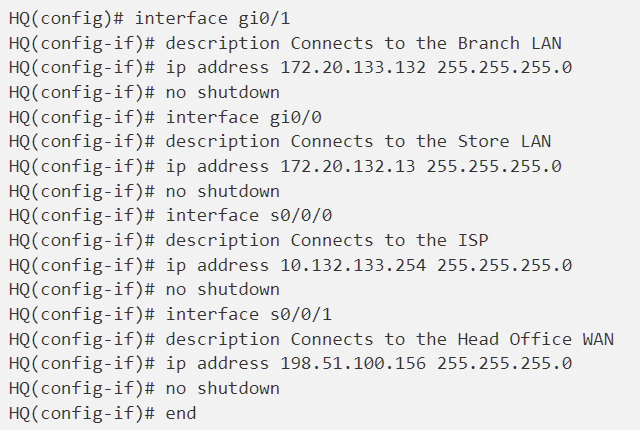 HQ(config)# interface gi0/1
HQ(config-if)# description Connects to the Branch LAN
HQ(config-if)# ip address 172.20.133.132 255.255.255.0
HQ(config-if)# no shutdown
HQ(config-if)# interface gi0/0
HQ(config-if)# description Connects to the Store LAN
HQ(config-if)# ip address 172.20.132.13 255.255.255.0
HQ(config-if)# no shutdown
HQ(config-if)# interface s0/0/0
HQ(config-if)# description Connects to the ISP
HQ(config-if)# ip address 10.132.133.254 255.255.255.0
HQ(config-if)# no shutdown
HQ(config-if)# interface s0/0/1
HQ(config-if)# description Connects to the Head Office WAN
HQ(config-if)# ip address 198.51.100.156 255.255.255.0
HQ(config-if)# no shutdown
HQ(config-if)# end